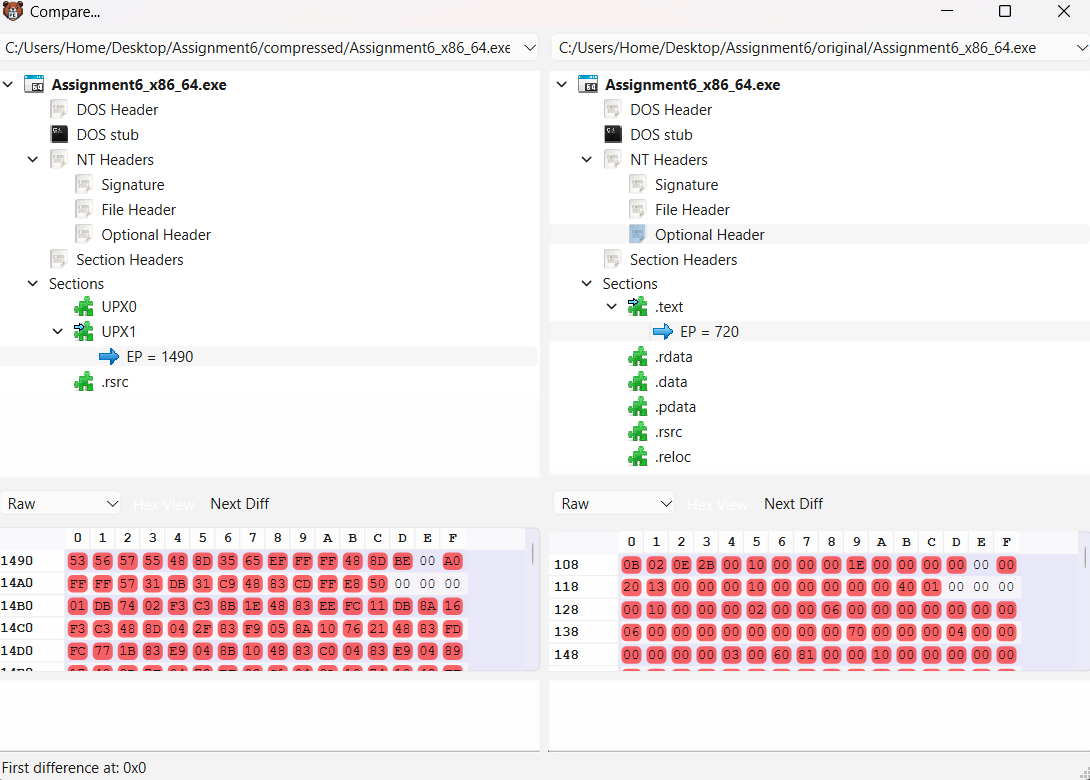 Compare...
C:/Users/Home/Desktop/Assignment6/compressed/Assignment6_x86_64.exe
C:/Users/Home/Desktop/Assignment6/original/Assignment6_x86_64.exe
64 Assignment6_x86_64.exe
DOS Header
DOS stub
NT Headers
Signature
File Header
Optional Header
Section Headers
Sections
UPX0
UPX1
EP = 1490
.rsrc
64 Assignment6_x86_64.exe
DOS Header
DOS stub
NT Headers
Signature
File Header
Optional Header
Section Headers
Sections
.text
EP = 720
.rdata
.data
.pdata
.rsrc
.reloc
Raw Hex View Next Diff
0 1 2 3 4 5 6 7 8 9 A B C D E F
1490 53 56 57 55 48 8D 35 65 EF FF FF 48 8D BE 00 A0
14A0 FF FF 57 31 DB 31 C9 48 83 CD FF E8 50 00 00 00
14B0 01 DB 74 02 F3 C3 8B 1E 48 83 EE FC 11 DB 8A 16
14C0 F3 C3 48 8D 04 2F 83 F9 05 8A 10 76 21 48 83 FD
14D0 FC 77 1B 83 E9 04 8B 10 48 83 C0 04 83 E9 04 89
Raw Hex View Next Diff
0 1 2 3 4 5 6 7 8 9 A B C D E F
108 0B 02 0E 2B 00 10 00 00 00 1E 00 00 00 00 00 00
118 20 13 00 00 00 10 00 00 00 00 00 40 01 00 00 00
128 00 10 00 00 00 02 00 00 06 00 00 00 00 00 00 00
138 06 00 00 00 00 00 00 00 00 70 00 00 00 04 00 00
148 00 00 00 00 03 00 60 81 00 00 10 00 00 00 00 00
First difference at: 0x0